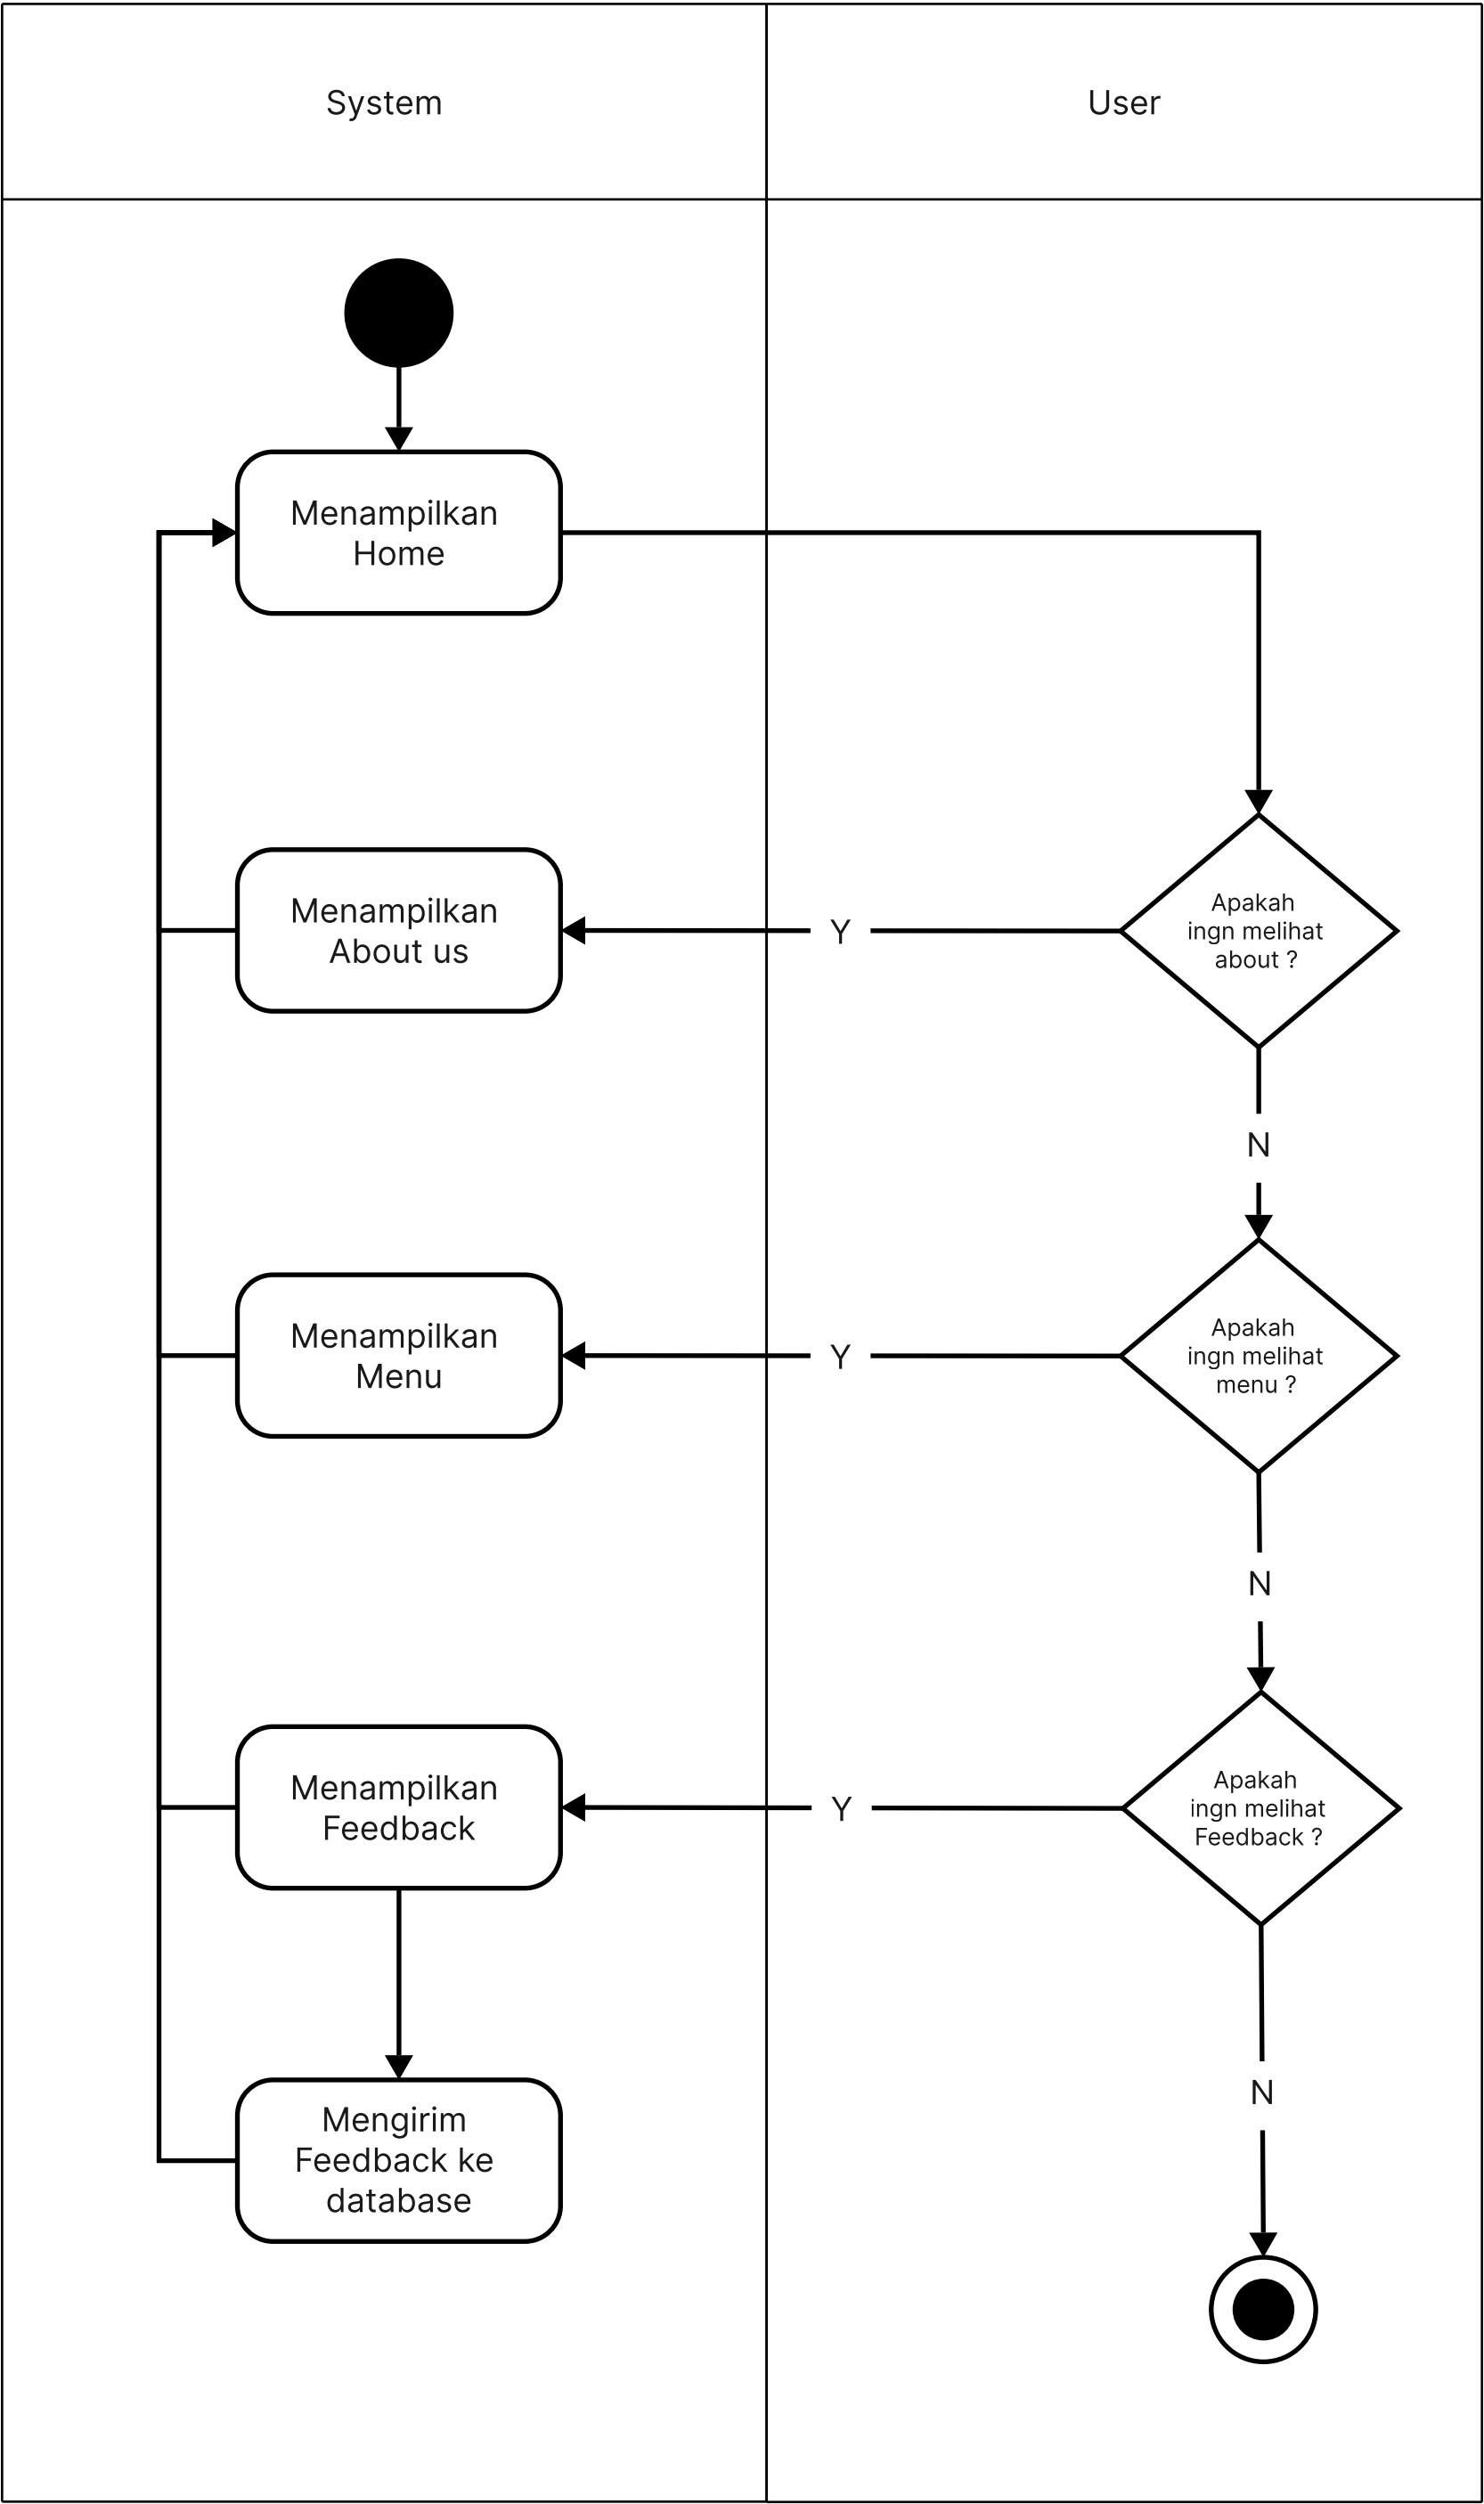 System
User
Menampilkan
Home
Menampilkan
About us
Y
Apakah
ingn melihat
about ?
N
Menampilkan
Menu
Y
Apakah
ingn melihat
menu ?
N
Menampilkan
Feedback
Y
Apakah
ingn melihat
Feedback ?
N
Mengirim
Feedback ke
database